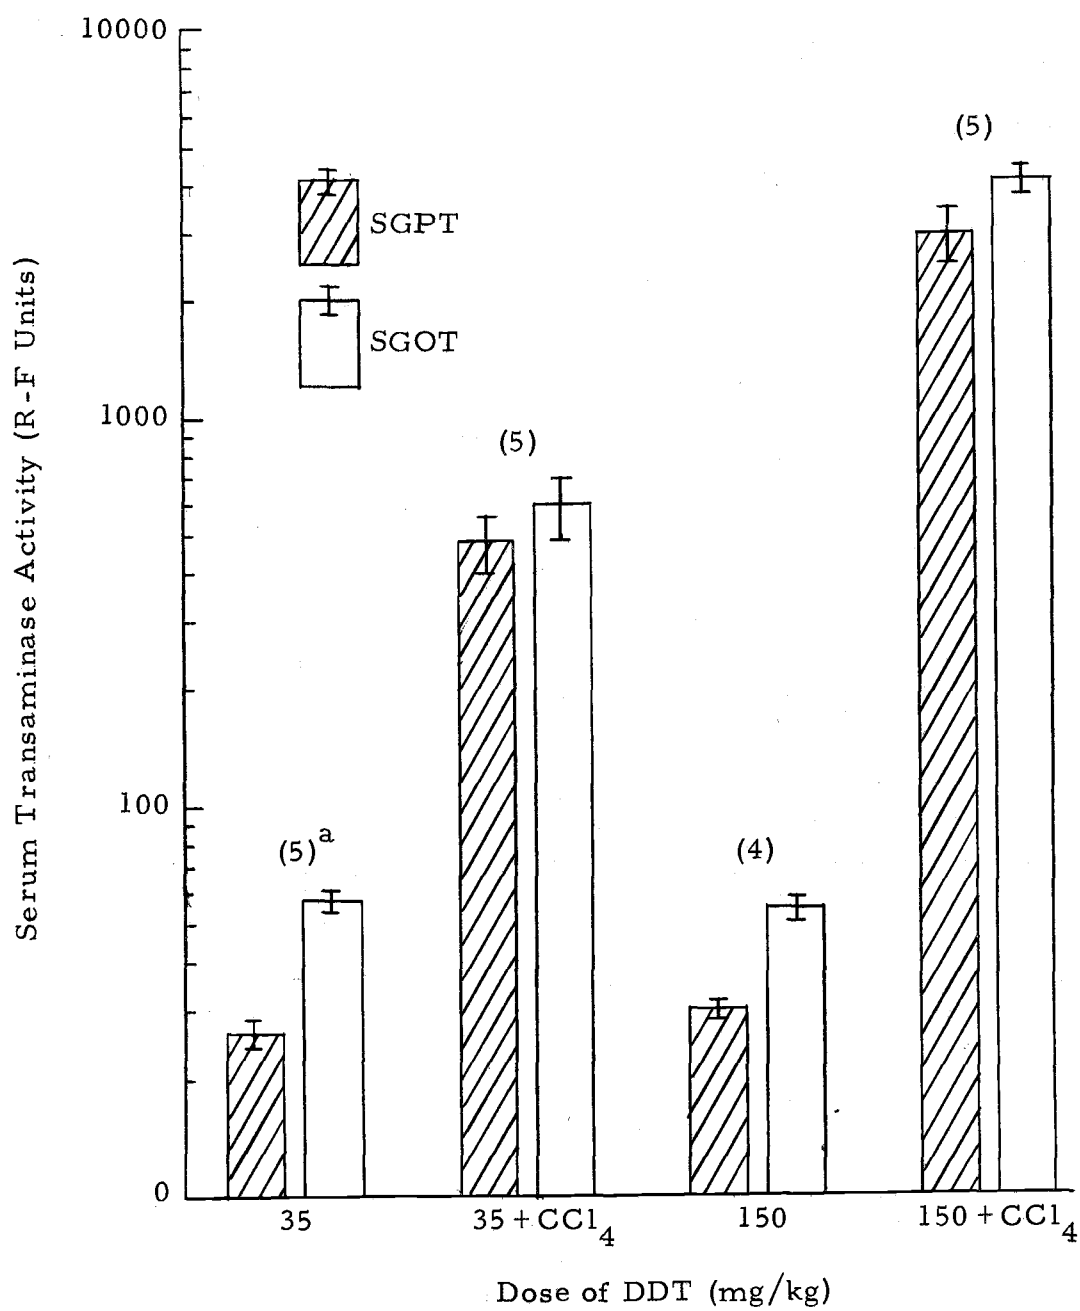 10000
1000
100
0
Serum Transaminase Activity (R-F Units)
SGPT
SGOT
(5)ᵃ
(5)
(4)
(5)
35
35 + CCl₄
150
150 + CCl₄
Dose of DDT (mg/kg)